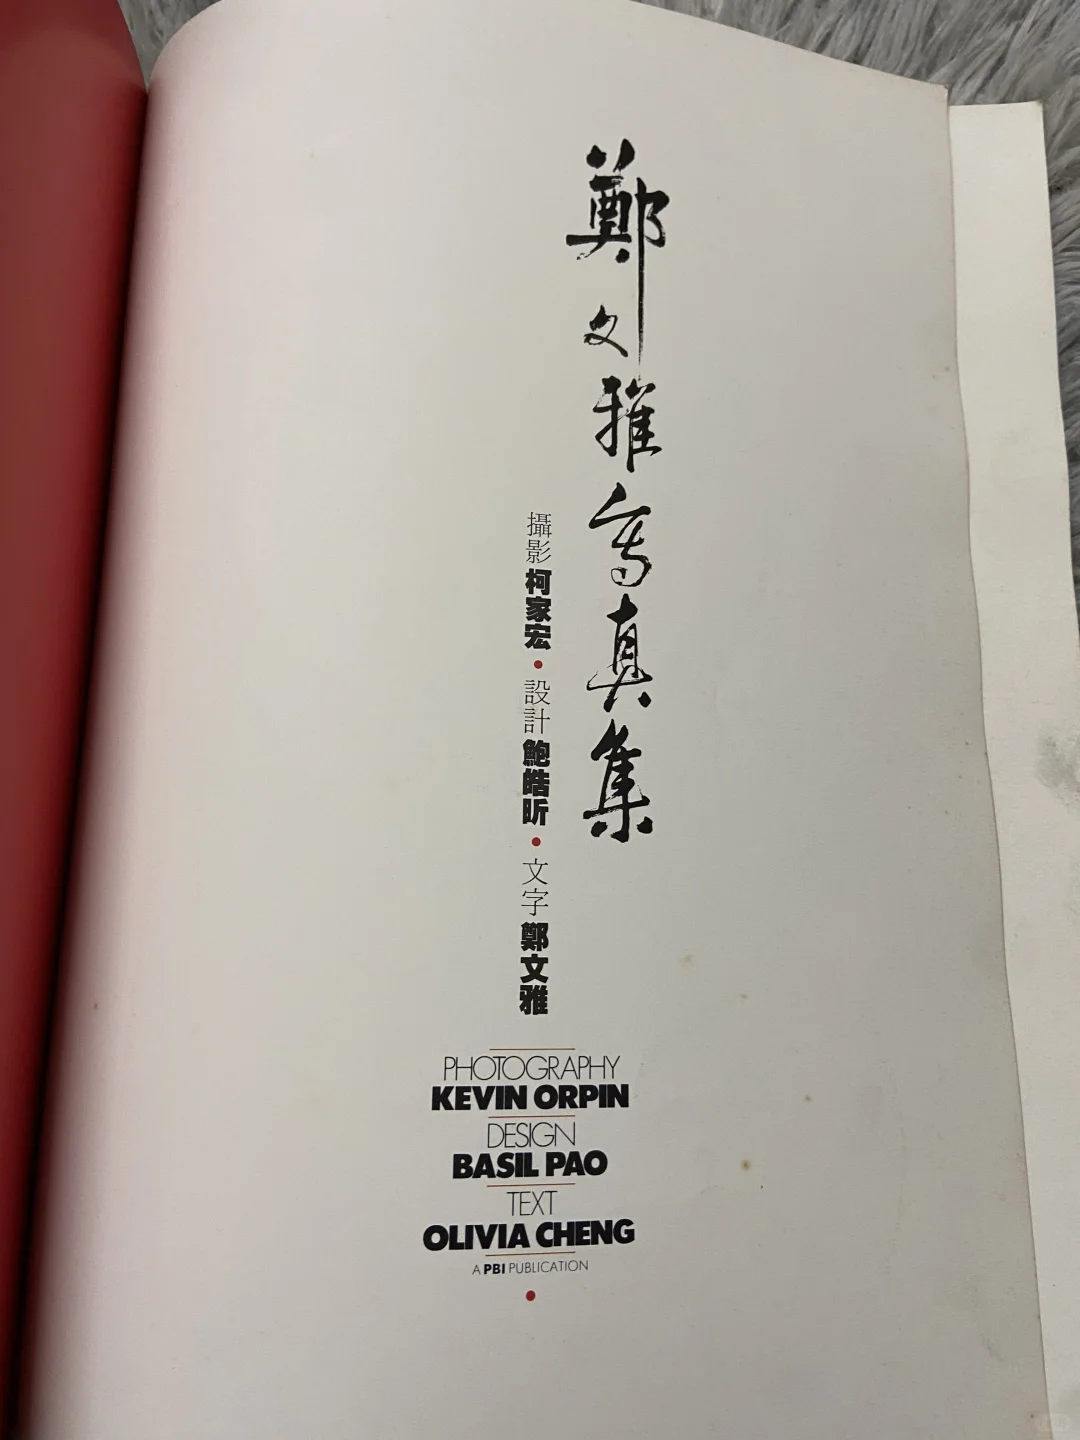 鄭文雅寫真集
攝影 柯家宏・設計 鮑皓昕・文字 鄭文雅
PHOTOGRAPHY
KEVIN ORPIN
DESIGN
BASIL PAO
TEXT
OLIVIA CHENG
A PBI PUBLICATION